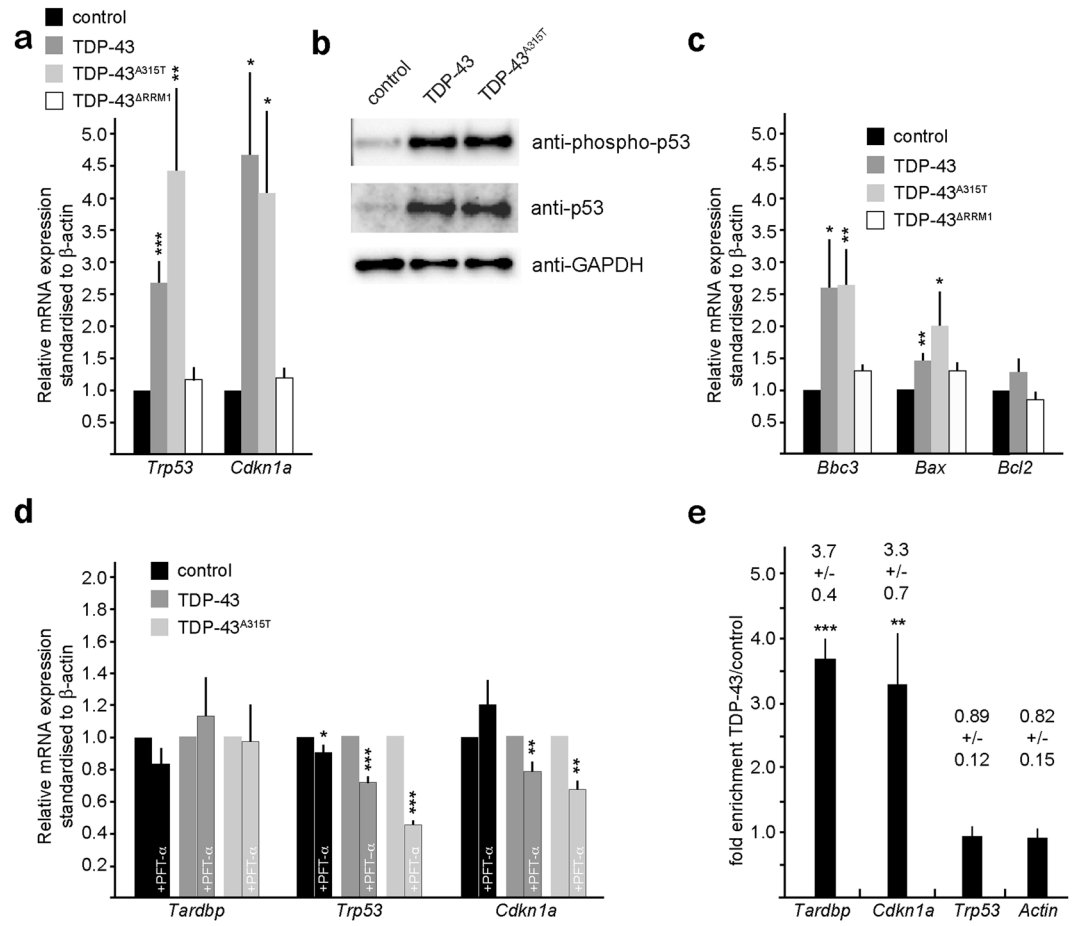 a
control
TDP-43
TDP-43A315T
TDP-43ΔRRM1
Relative mRNA expression
standardised to β-actin
5.0
4.5
4.0
3.5
3.0
2.5
2.0
1.5
1.0
0.5
***
**
*
*
Trp53
Cdkn1a
b
control
TDP-43
TDP-43A315T
anti-phospho-p53
anti-p53
anti-GAPDH
c
control
TDP-43
TDP-43A315T
TDP-43ΔRRM1
Relative mRNA expression
standardised to β-actin
5.0
4.5
4.0
3.5
3.0
2.5
2.0
1.5
1.0
0.5
*
**
**
*
Bbc3
Bax
Bcl2
d
control
TDP-43
TDP-43A315T
Relative mRNA expression
standardised to β-actin
2.0
1.8
1.6
1.4
1.2
1.0
0.8
0.6
0.4
0.2
*
***
***
**
**
+PFT-α
+PFT-α
+PFT-α
+PFT-α
+PFT-α
+PFT-α
+PFT-α
+PFT-α
+PFT-α
Tardbp
Trp53
Cdkn1a
e
fold enrichment TDP-43/control
5.0
4.0
3.0
2.0
1.0
3.7
+/-
0.4
***
3.3
+/-
0.7
**
0.89
+/-
0.12
0.82
+/-
0.15
Tardbp
Cdkn1a
Trp53
Actin